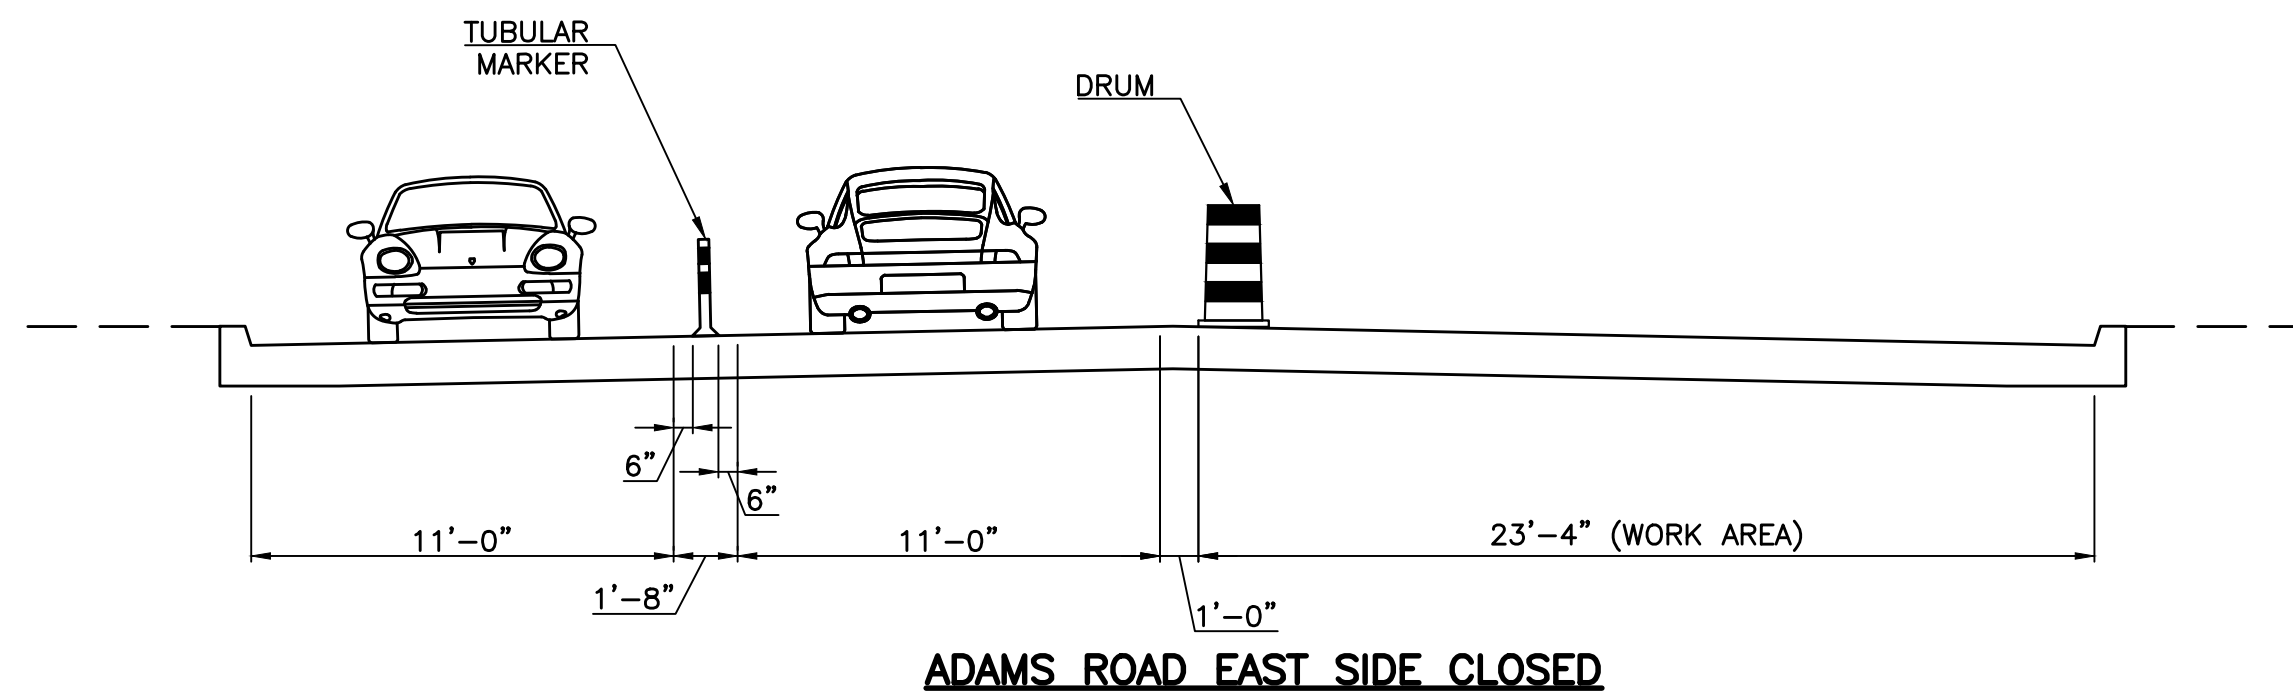 TUBULAR
MARKER
DRUM
6”
6”
11’-0”
11’-0”
23’-4” (WORK AREA)
1’-8”
1’-0”
ADAMS ROAD EAST SIDE CLOSED